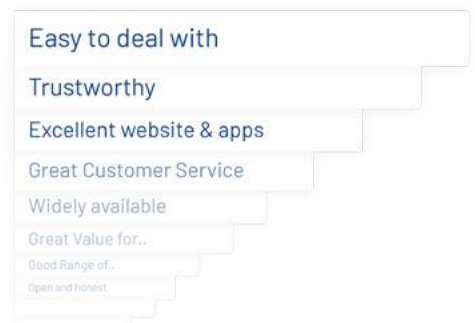 Easy to deal with
Trustworthy
Excellent website & apps
Great Customer Service
Widely available
Great Value for..
Good Range of..
Open and honest